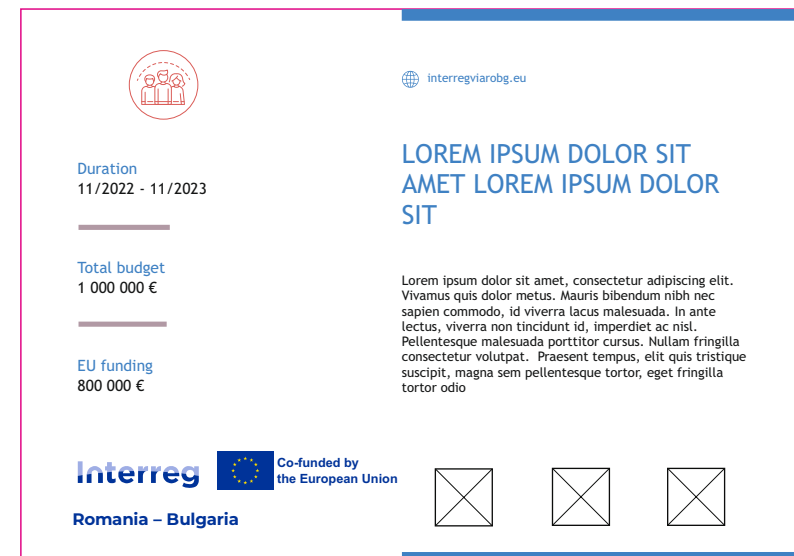 Duration
11/2022 - 11/2023
Total budget
1 000 000 €
EU funding
800 000 €
Interreg
Co-funded by
the European Union
Romania – Bulgaria
interregviarobg.eu
LOREM IPSUM DOLOR SIT
AMET LOREM IPSUM DOLOR
SIT
Lorem ipsum dolor sit amet, consectetur adipiscing elit.
Vivamus quis dolor metus. Mauris bibendum nibh nec
sapien commodo, id viverra lacus malesuada. In ante
lectus, viverra non tincidunt id, imperdiet ac nisl.
Pellentesque malesuada porttitor cursus. Nullam fringilla
consectetur volutpat.  Praesent tempus, elit quis tristique
suscipit, magna sem pellentesque tortor, eget fringilla
tortor odio